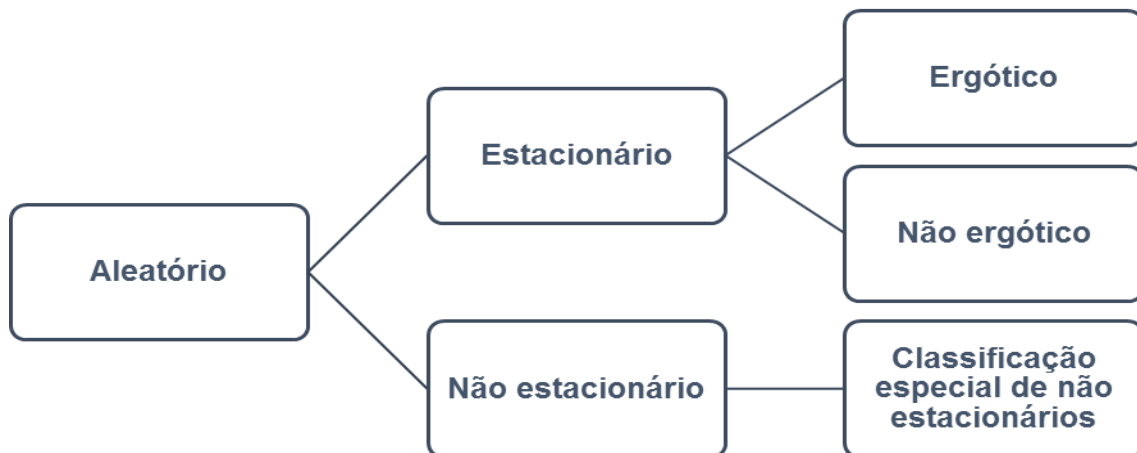 Aleatório
Estacionário
Não estacionário
Ergótico
Não ergótico
Classificação
especial de não
estacionários